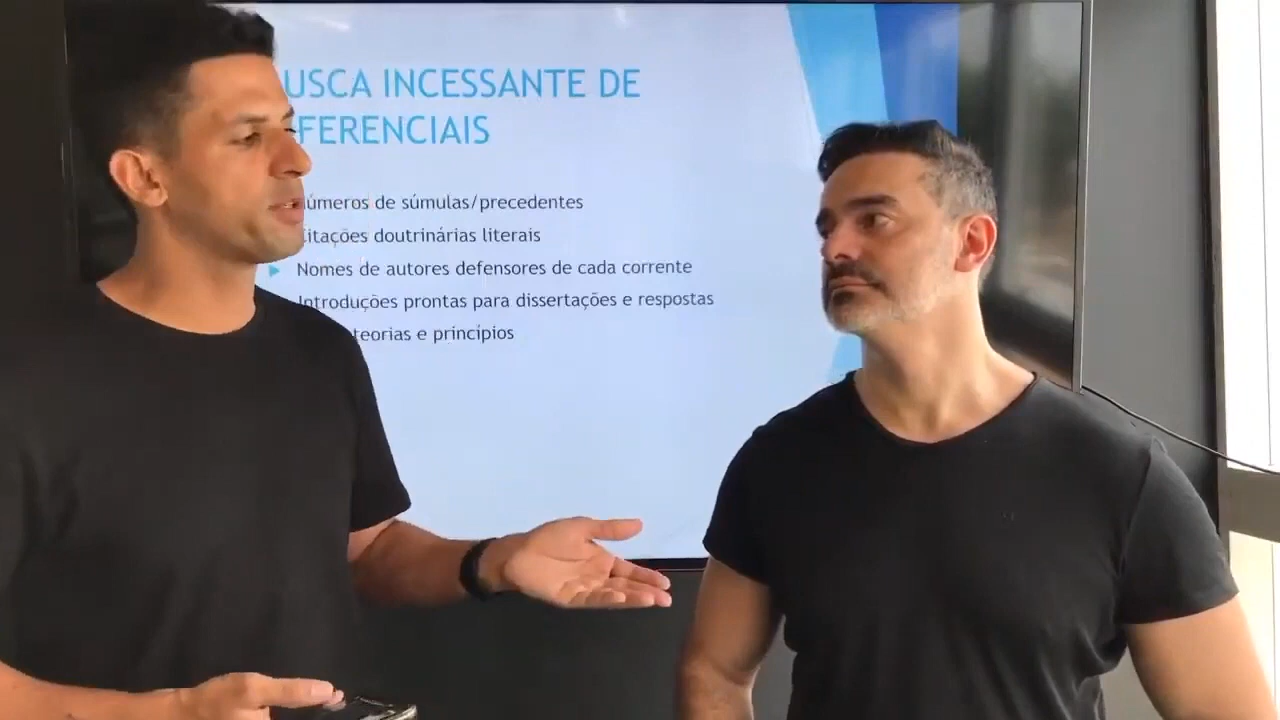 USCA INCESSANTE DE
FERENCIAIS
úmeros de súmulas/precedentes
Citações doutrinárias literais
Nomes de autores defensores de cada corrente
Introduções prontas para dissertações e respostas
teorias e princípios